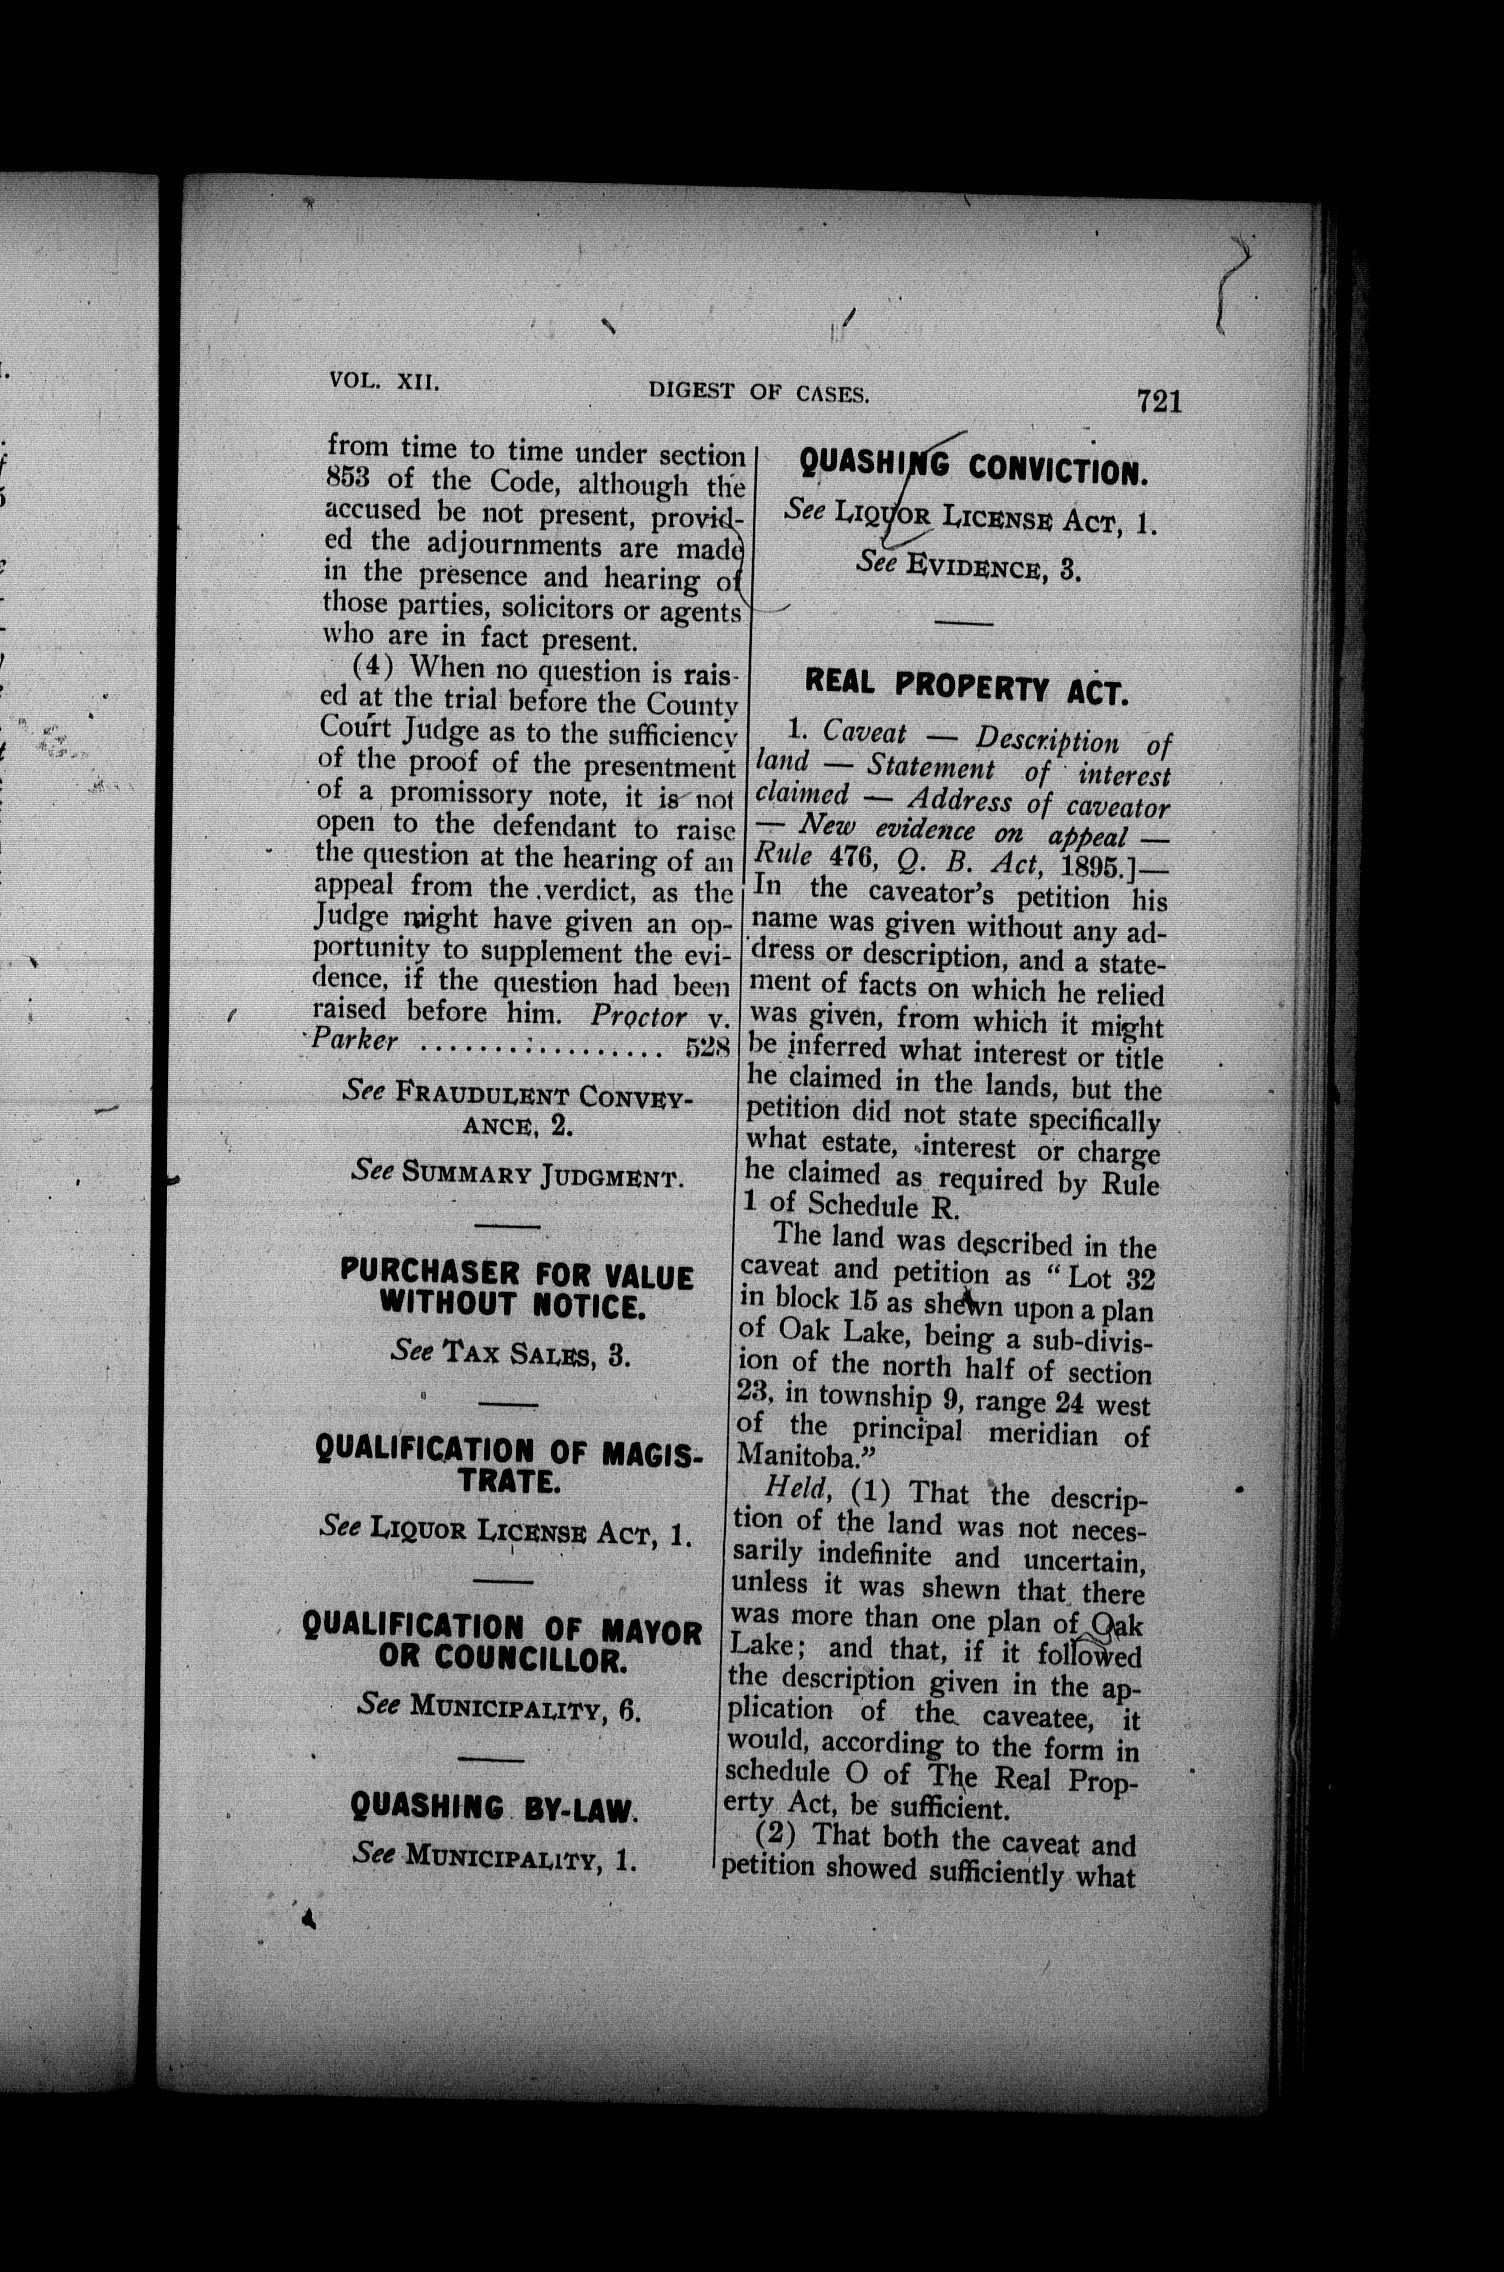 VOL. XII. DIGEST OF CASES. 721
from time to time under section
853 of the Code, although the
accused be not present, provid-
ed the adjournments are made
in the presence and hearing of
those parties, solicitors or agents
who are in fact present.
(4) When no question is rais-
ed at the trial before the County
Court Judge as to the sufficiency
of the proof of the presentment
of a promissory note, it is not
open to the defendant to raise
the question at the hearing of an
appeal from the verdict, as the
Judge might have given an op-
portunity to supplement the evi-
dence, if the question had been
raised before him. Proctor v.
Parker .................. 528
See FRAUDULENT CONVEY-
ANCE, 2.
See SUMMARY JUDGMENT.
PURCHASER FOR VALUE
WITHOUT NOTICE.
See TAX SALES, 3.
QUALIFICATION OF MAGIS-
TRATE.
See LIQUOR LICENSE ACT, 1.
QUALIFICATION OF MAYOR
OR COUNCILLOR.
See MUNICIPALITY, 6.
QUASHING BY-LAW.
See MUNICIPALITY, 1.
QUASHING CONVICTION.
See LIQUOR LICENSE ACT, 1.
See EVIDENCE, 3.
REAL PROPERTY ACT.
1. Caveat — Description of
land — Statement of interest
claimed — Address of caveator
— New evidence on appeal —
Rule 476, Q. B. Act, 1895.]—
In the caveator's petition his
name was given without any ad-
dress or description, and a state-
ment of facts on which he relied
was given, from which it might
be inferred what interest or title
he claimed in the lands, but the
petition did not state specifically
what estate, interest or charge
he claimed as required by Rule
1 of Schedule R.
The land was described in the
caveat and petition as "Lot 32
in block 15 as shewn upon a plan
of Oak Lake, being a sub-divis-
ion of the north half of section
23, in township 9, range 24 west
of the principal meridian of
Manitoba."
Held, (1) That the descrip-
tion of the land was not neces-
sarily indefinite and uncertain,
unless it was shewn that there
was more than one plan of Oak
Lake; and that, if it followed
the description given in the ap-
plication of the caveatee, it
would, according to the form in
schedule O of The Real Prop-
erty Act, be sufficient.
(2) That both the caveat and
petition showed sufficiently what